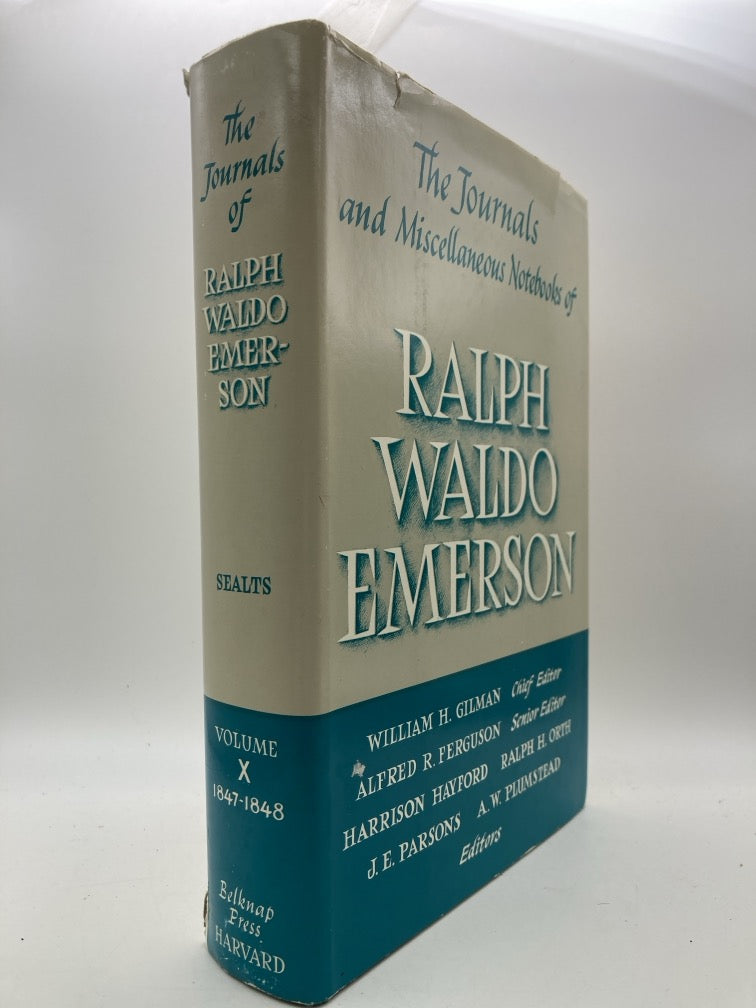 The
Journals
of
RALPH
WALDO
EMER-
SON
SEALTS
VOLUME
X
1847-1848
Belknap
Press
HARVARD
The Journals
and Miscellaneous Notebooks of
RALPH
WALDO
EMERSON
WILLIAM H. GILMAN Chief Editor
ALFRED R. FERGUSON Senior Editor
HARRISON HAYFORD RALPH H. ORTH
J. E. PARSONS A. W. PLUMSTEAD
Editors